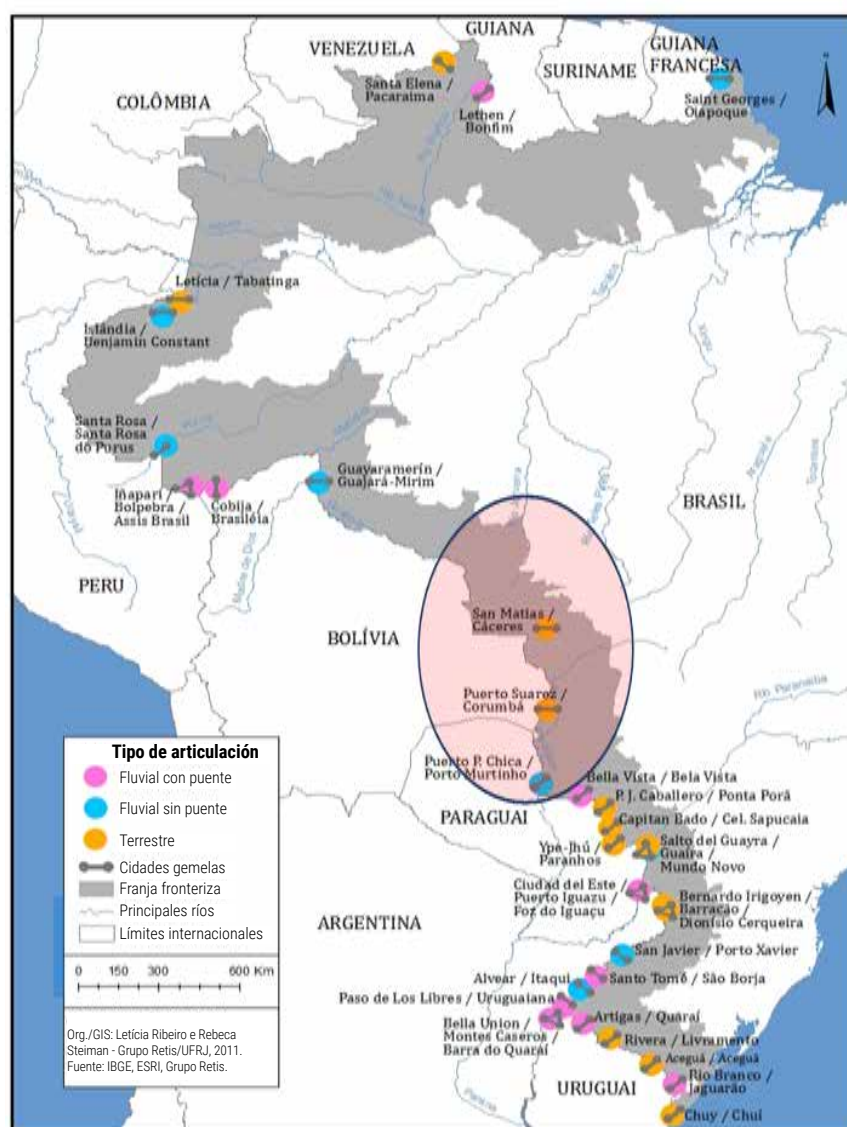 GUIANA
VENEZUELA
GUIANA
FRANCESA
SURINAME
COLÔMBIA
Santa Elena /
Pacaraima
Lethen /
Bonfim
Saint Georges /
Oiapoque
N
Letícia / Tabatinga
Islândia /
Benjamin Constant
Santa Rosa /
Santa Rosa
do Purus
Guayaramerín /
Guajará-Mirim
Iñapari /
Bolpebra /
Assis Brasil
Cobija /
Brasiléia
BRASIL
PERU
Madre de Dios
BOLÍVIA
San Matias /
Cáceres
Puerto Suarez /
Corumbá
Rio Paranaíba
Puerto P. Chica /
Porto Murtinho
Bella Vista / Bela Vista
PARAGUAI
P. J. Caballero / Ponta Porã
Capitan Bado / Cel. Sapucaia
Ype-Jhú /
Paranhos
Salto del Guayra /
Guaíra /
Mundo Novo
Ciudad del Este /
Puerto Iguazu /
Foz do Iguaçu
Bernardo Irigoyen /
Barracão /
Dionísio Cerqueira
ARGENTINA
San Javier / Porto Xavier
Alvear / Itaqui
Santo Tomé / São Borja
Paso de Los Libres / Uruguaiana
Artigas / Quaraí
Bella Union /
Montes Caseros /
Barra do Quaraí
Rivera / Livramento
Aceguá / Aceguá
Rio Branco /
Jaguarão
URUGUAI
Chuy / Chuí
Tipo de articulación
Fluvial con puente
Fluvial sin puente
Terrestre
Cidades gemelas
Franja fronteriza
Principales ríos
Límites internacionales
0 150 300 600 Km
Org./GIS: Letícia Ribeiro e Rebeca
Steiman - Grupo Retis/UFRJ, 2011.
Fuente: IBGE, ESRI, Grupo Retis.